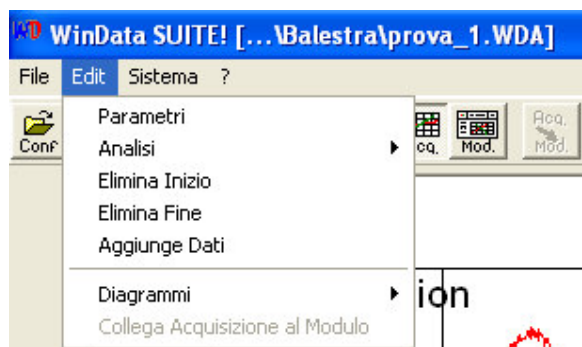 WD WinData SUITE! [...\Balestra\prova_1.WDA]
File Edit Sistema ?
Conf
cq. Mod. Acq. Mod.
Parametri
Analisi
Elimina Inizio
Elimina Fine
Aggiunge Dati
Diagrammi
ion
Collega Acquisizione al Modulo